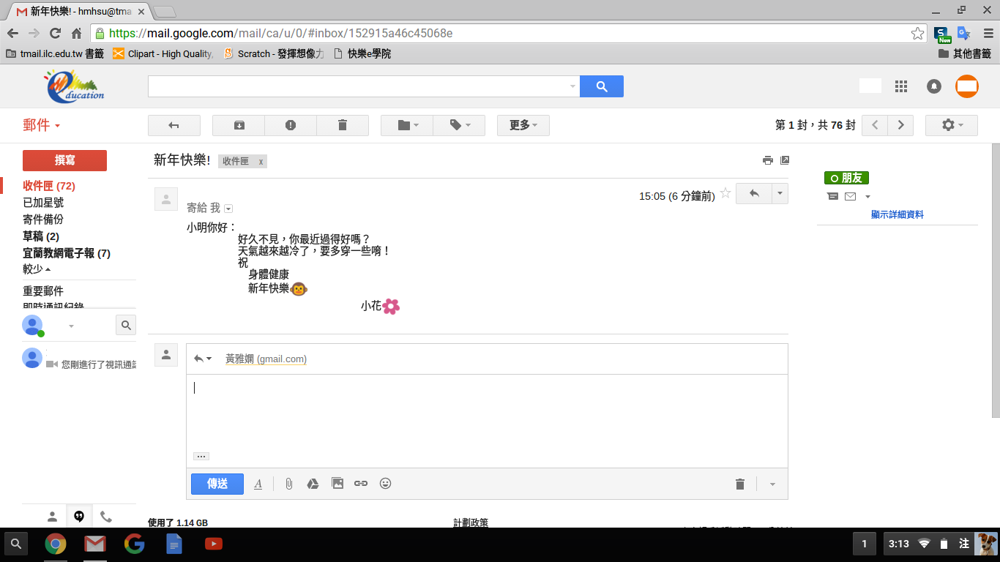 新年快樂! - hmhsu@tma
https://mail.google.com/mail/ca/u/0/#inbox/152915a46c45068e
tmail.ilc.edu.tw 書籤 Clipart - High Quality, Scratch - 發揮想像力 快樂e學院 其他書籤
New
ducation
郵件 更多 第 1 封，共 76 封
撰寫
收件匣 (72)
已加星號
寄件備份
草稿 (2)
宜蘭教網電子報 (7)
較少
重要郵件
即時通訊紀錄
您剛進行了視訊通話
新年快樂! 收件匣 x
15:05 (6 分鐘前)
寄給 我
小明你好：
好久不見，你最近過得好嗎？
天氣越來越冷了，要多穿一些唷！
祝
身體健康
新年快樂
小花
黃雅嫻 (gmail.com)
傳送 A
朋友
顯示詳細資料
使用了 1.14 GB 計劃政策
1 3:13 注